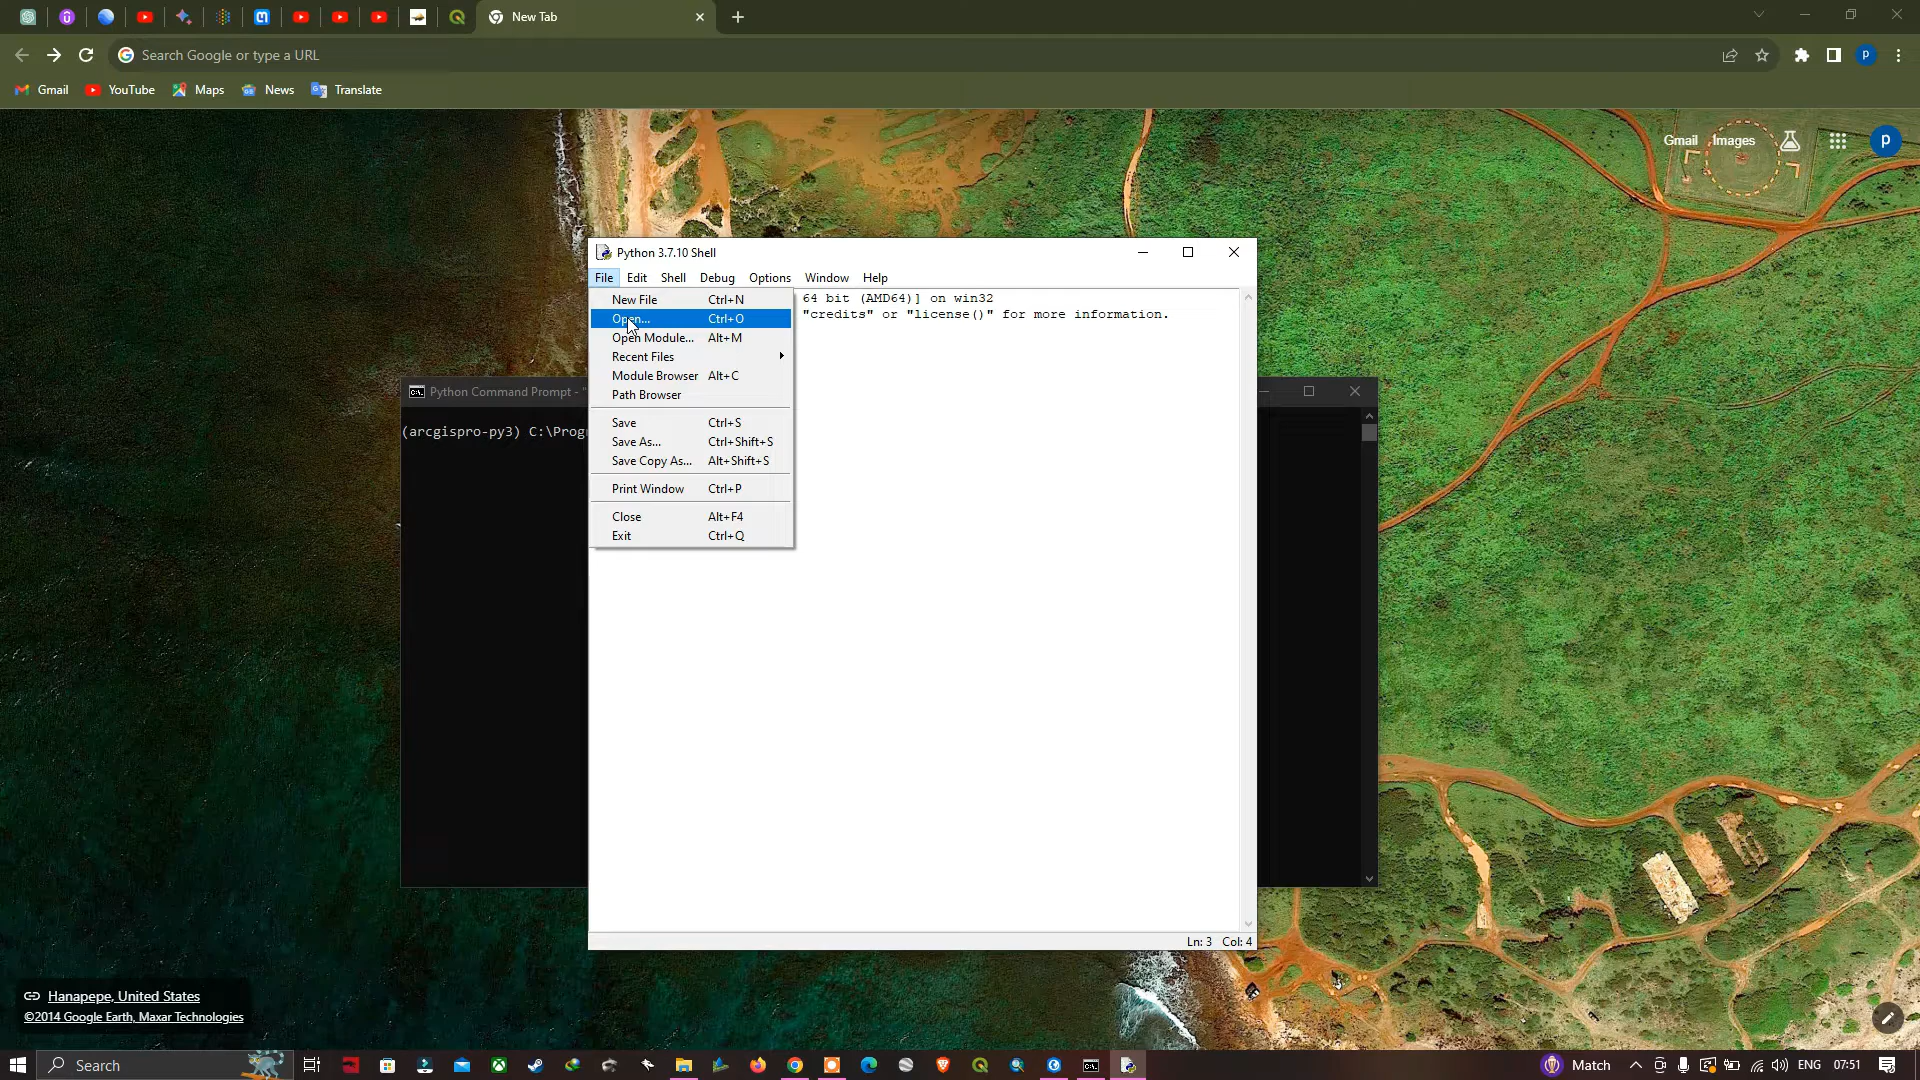 New Tab
Search Google or type a URL
Gmail
YouTube
Maps
News
Translate
Gmail
Images
P
Python 3.7.10 Shell
File
Edit
Shell
Debug
Options
Window
Help
New File Ctrl+N
Open... Ctrl+O
Open Module... Alt+M
Recent Files
Module Browser Alt+C
Path Browser
Save Ctrl+S
Save As... Ctrl+Shift+S
Save Copy As... Alt+Shift+S
Print Window Ctrl+P
Close Alt+F4
Exit Ctrl+Q
64 bit (AMD64)] on win32
"credits" or "license()" for more information.
Python Command Prompt - "
(arcgispro-py3) C:\Prog
Ln: 3 Col: 4
Hanapepe, United States
©2014 Google Earth, Maxar Technologies
Search
Match
ENG
07:51